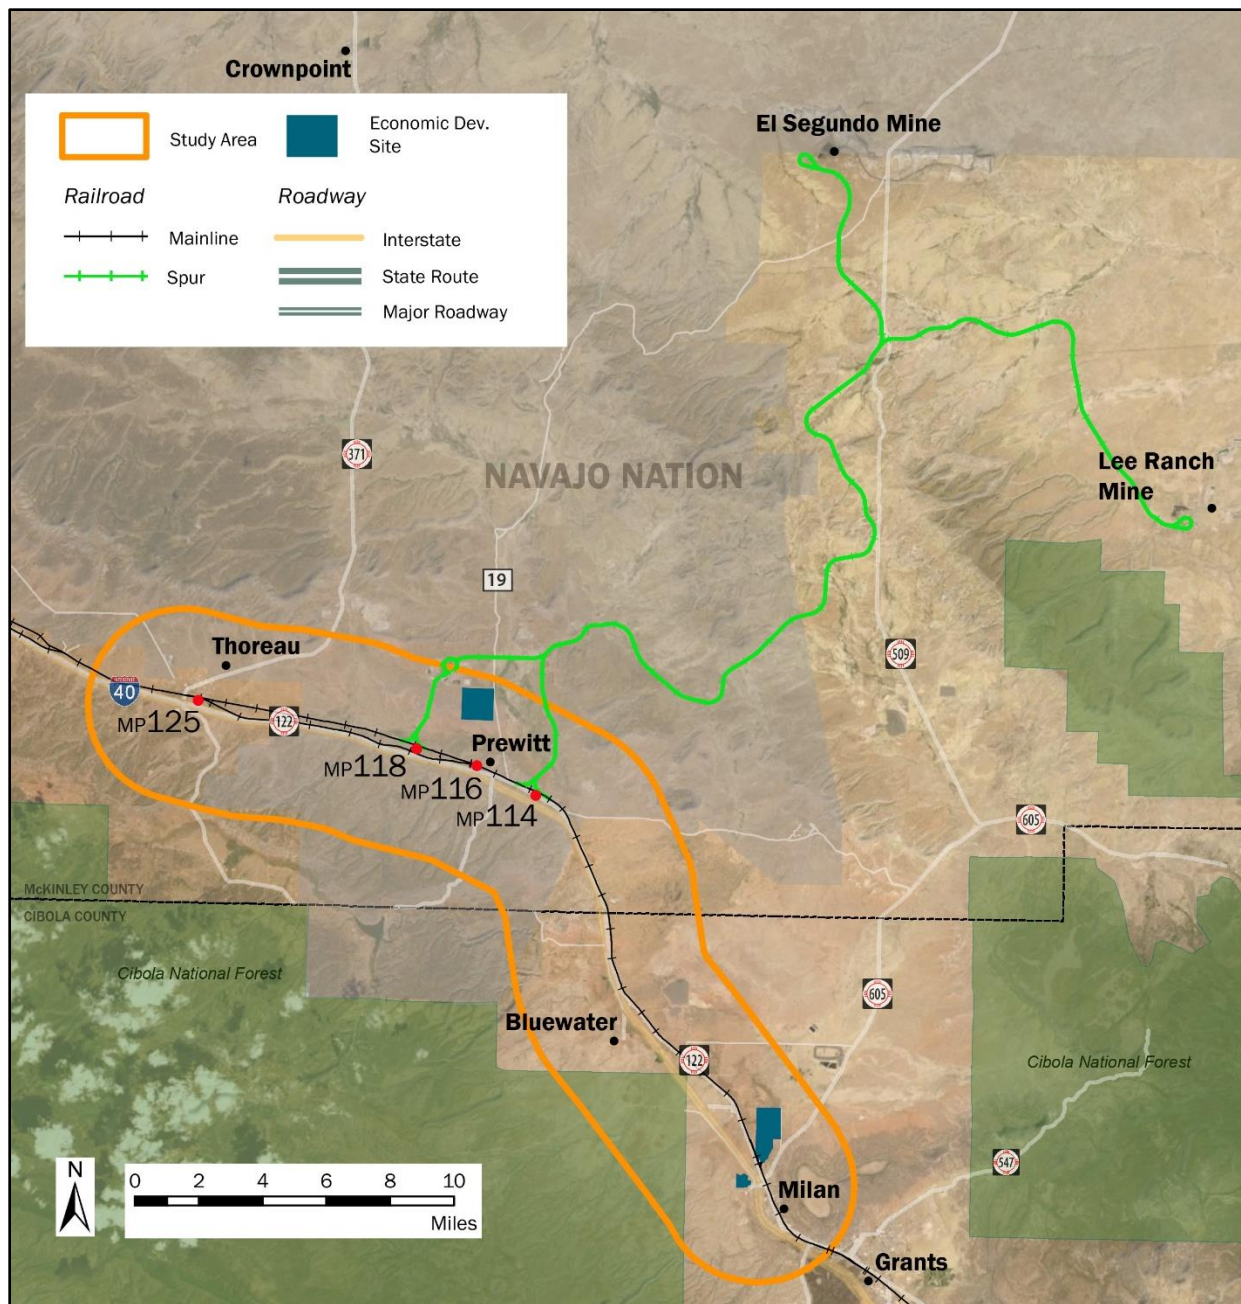 Crownpoint
Study Area
Economic Dev.
Site
Railroad
Roadway
Mainline
Interstate
Spur
State Route
Major Roadway
El Segundo Mine
371
NAVAJO NATION
Lee Ranch
Mine
19
Thoreau
509
INTERSTATE
40
MP125
122
MP118
Prewitt
MP116
MP114
605
McKINLEY COUNTY
CIBOLA COUNTY
Cibola National Forest
605
Bluewater
122
Cibola National Forest
547
N
0 2 4 6 8 10
Miles
Milan
Grants